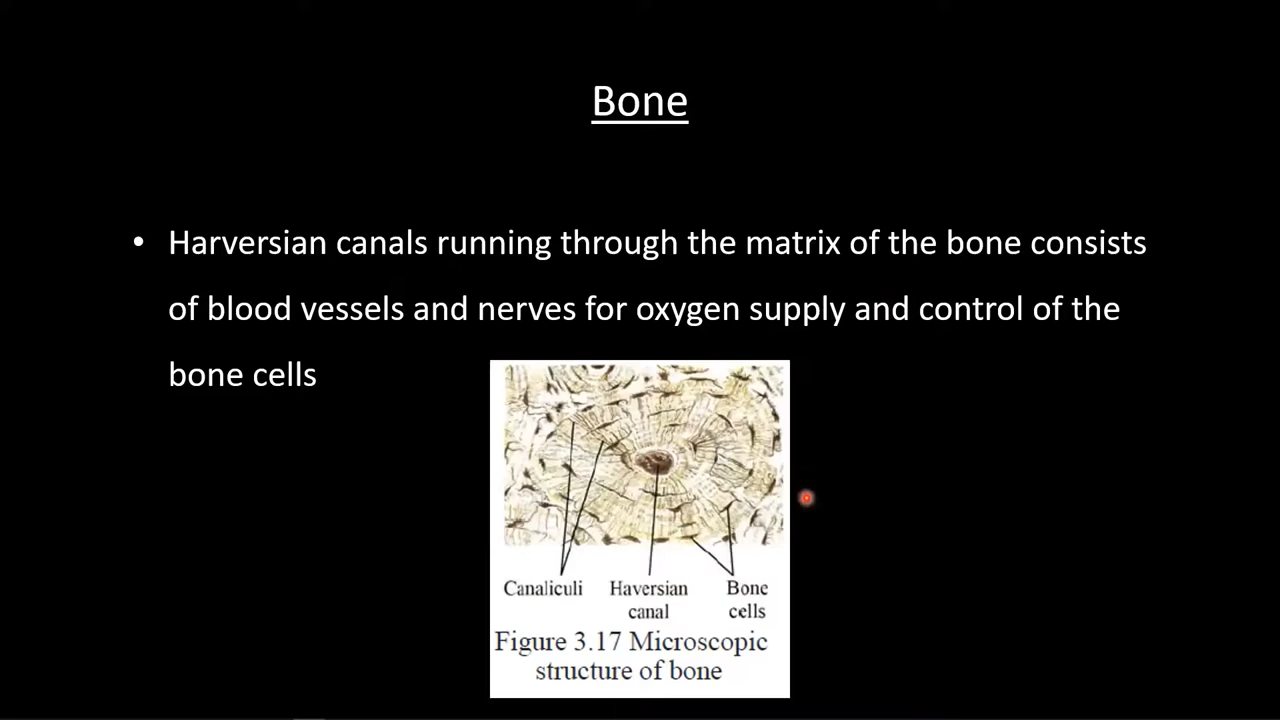 Bone
• Harversian canals running through the matrix of the bone consists
of blood vessels and nerves for oxygen supply and control of the
bone cells
Canaliculi Haversian Bone
canal cells
Figure 3.17 Microscopic
structure of bone